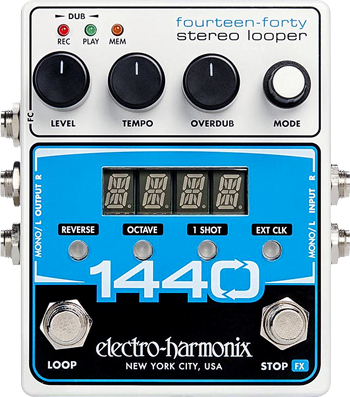 DUB
REC PLAY MEM
fourteen-forty
stereo looper
LEVEL TEMPO OVERDUB MODE
FC
MONO/L OUTPUT R
MONO/L INPUT R
REVERSE OCTAVE 1 SHOT EXT CLK
1440
LOOP
electro-harmonix
NEW YORK CITY, USA
STOP FX